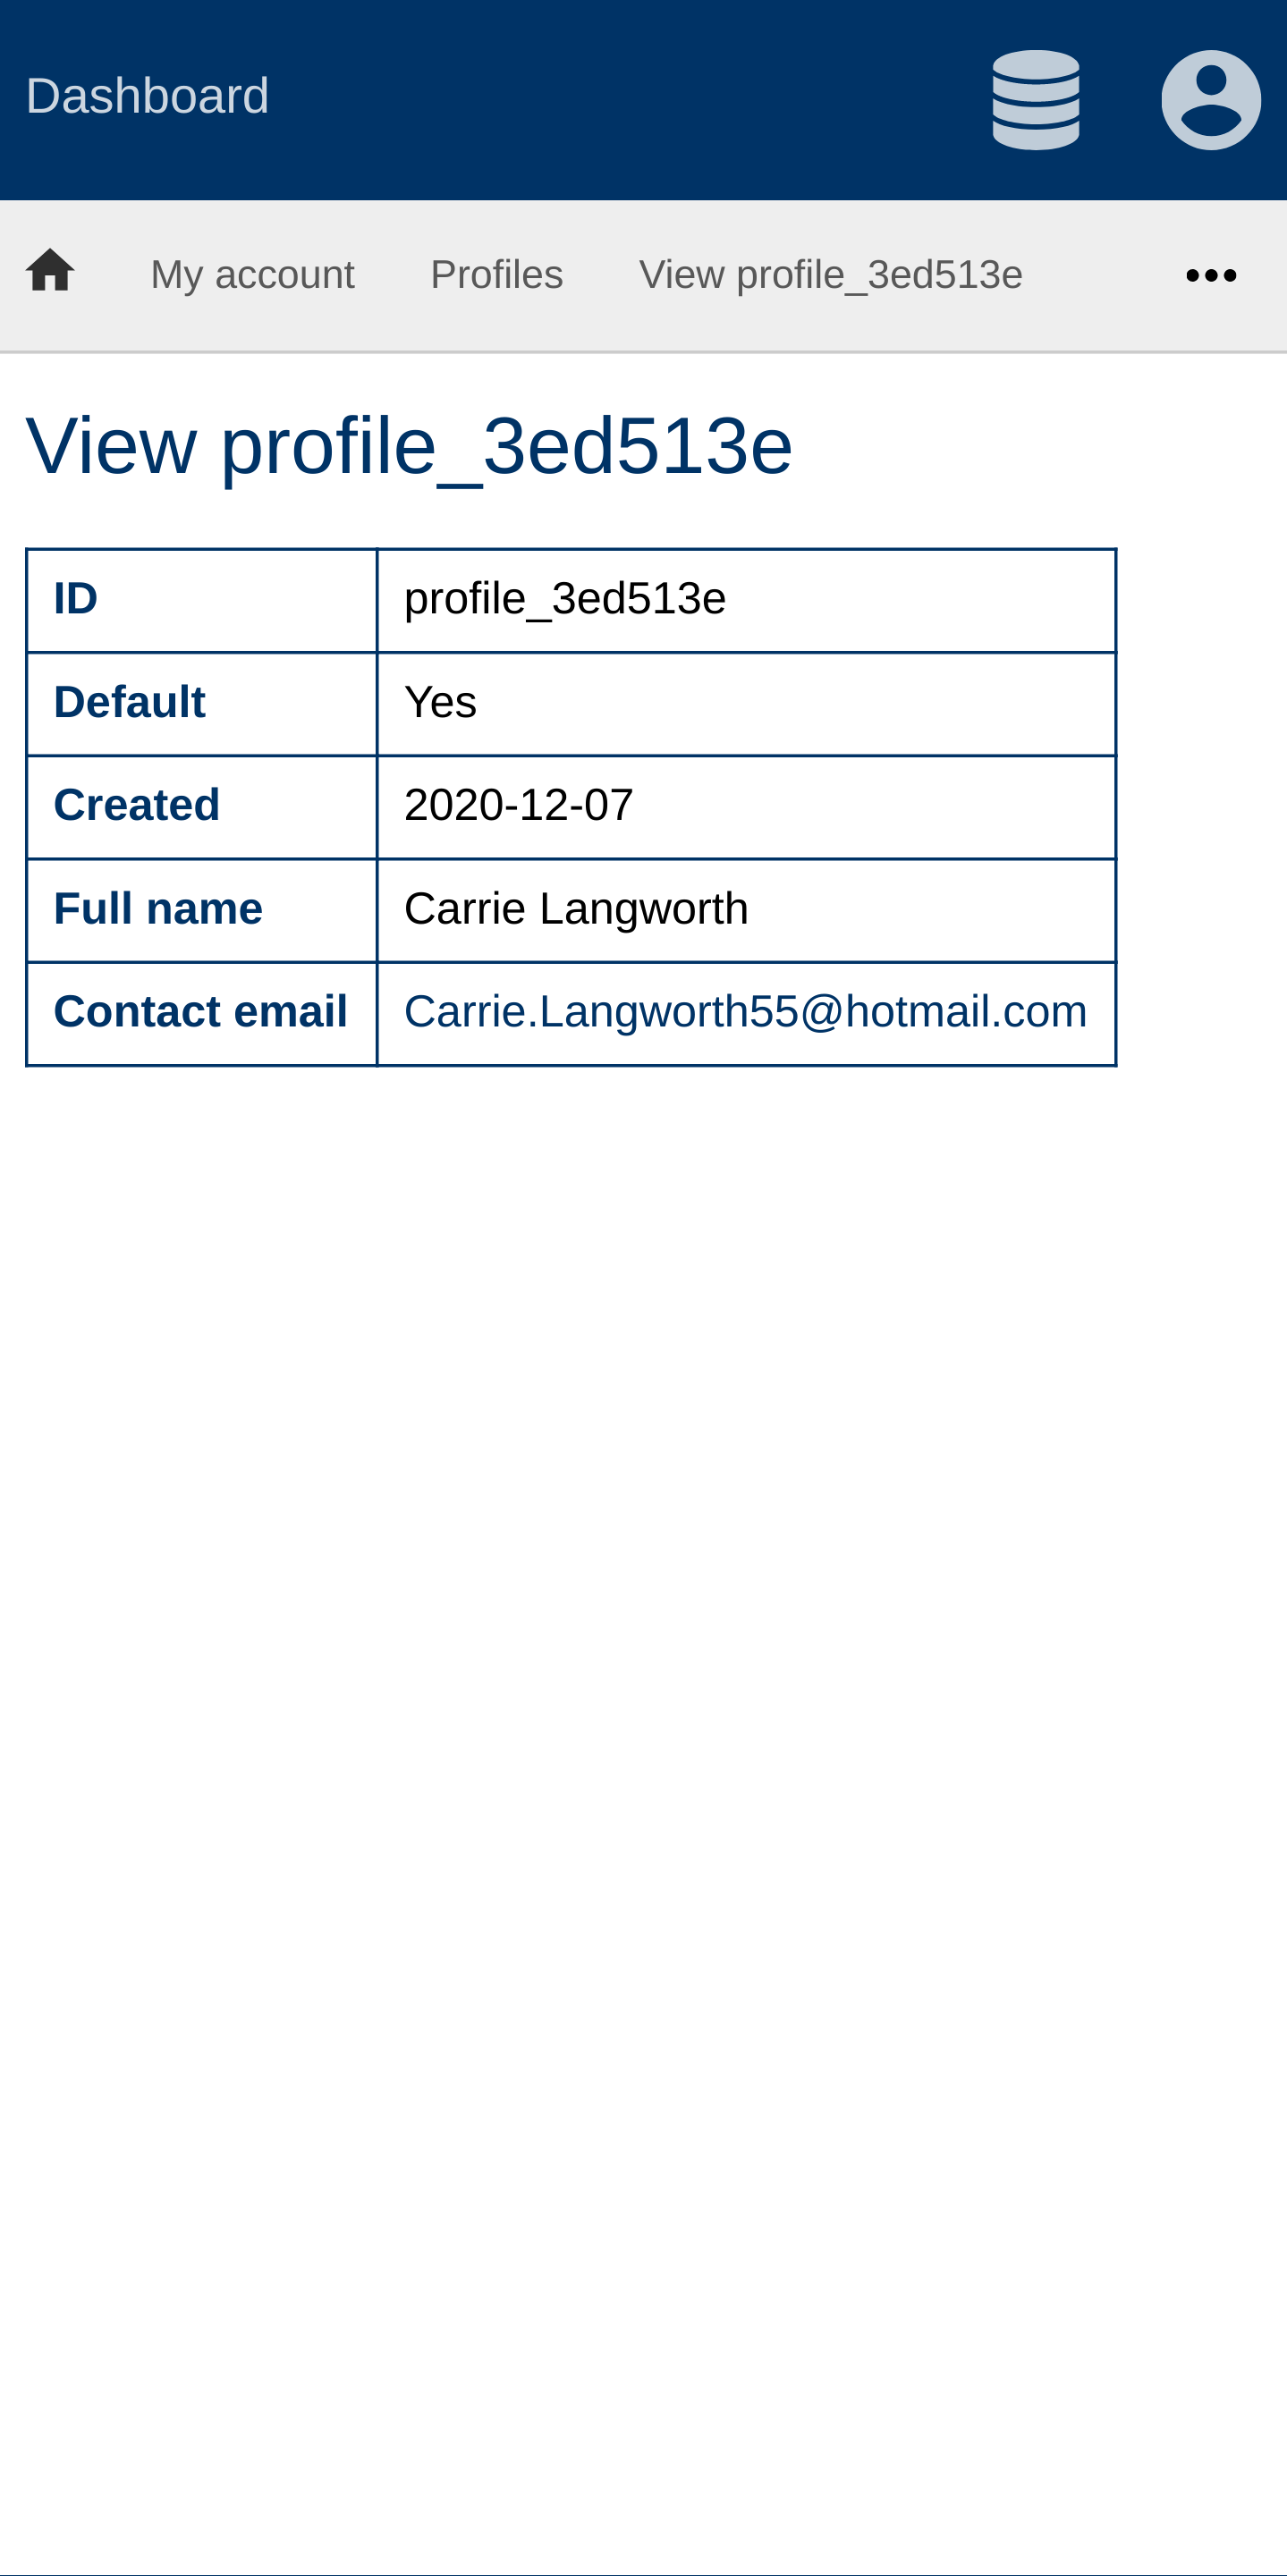 Dashboard
My account Profiles View profile_3ed513e
View profile_3ed513e
ID profile_3ed513e
Default Yes
Created 2020-12-07
Full name Carrie Langworth
Contact email Carrie.Langworth55@hotmail.com